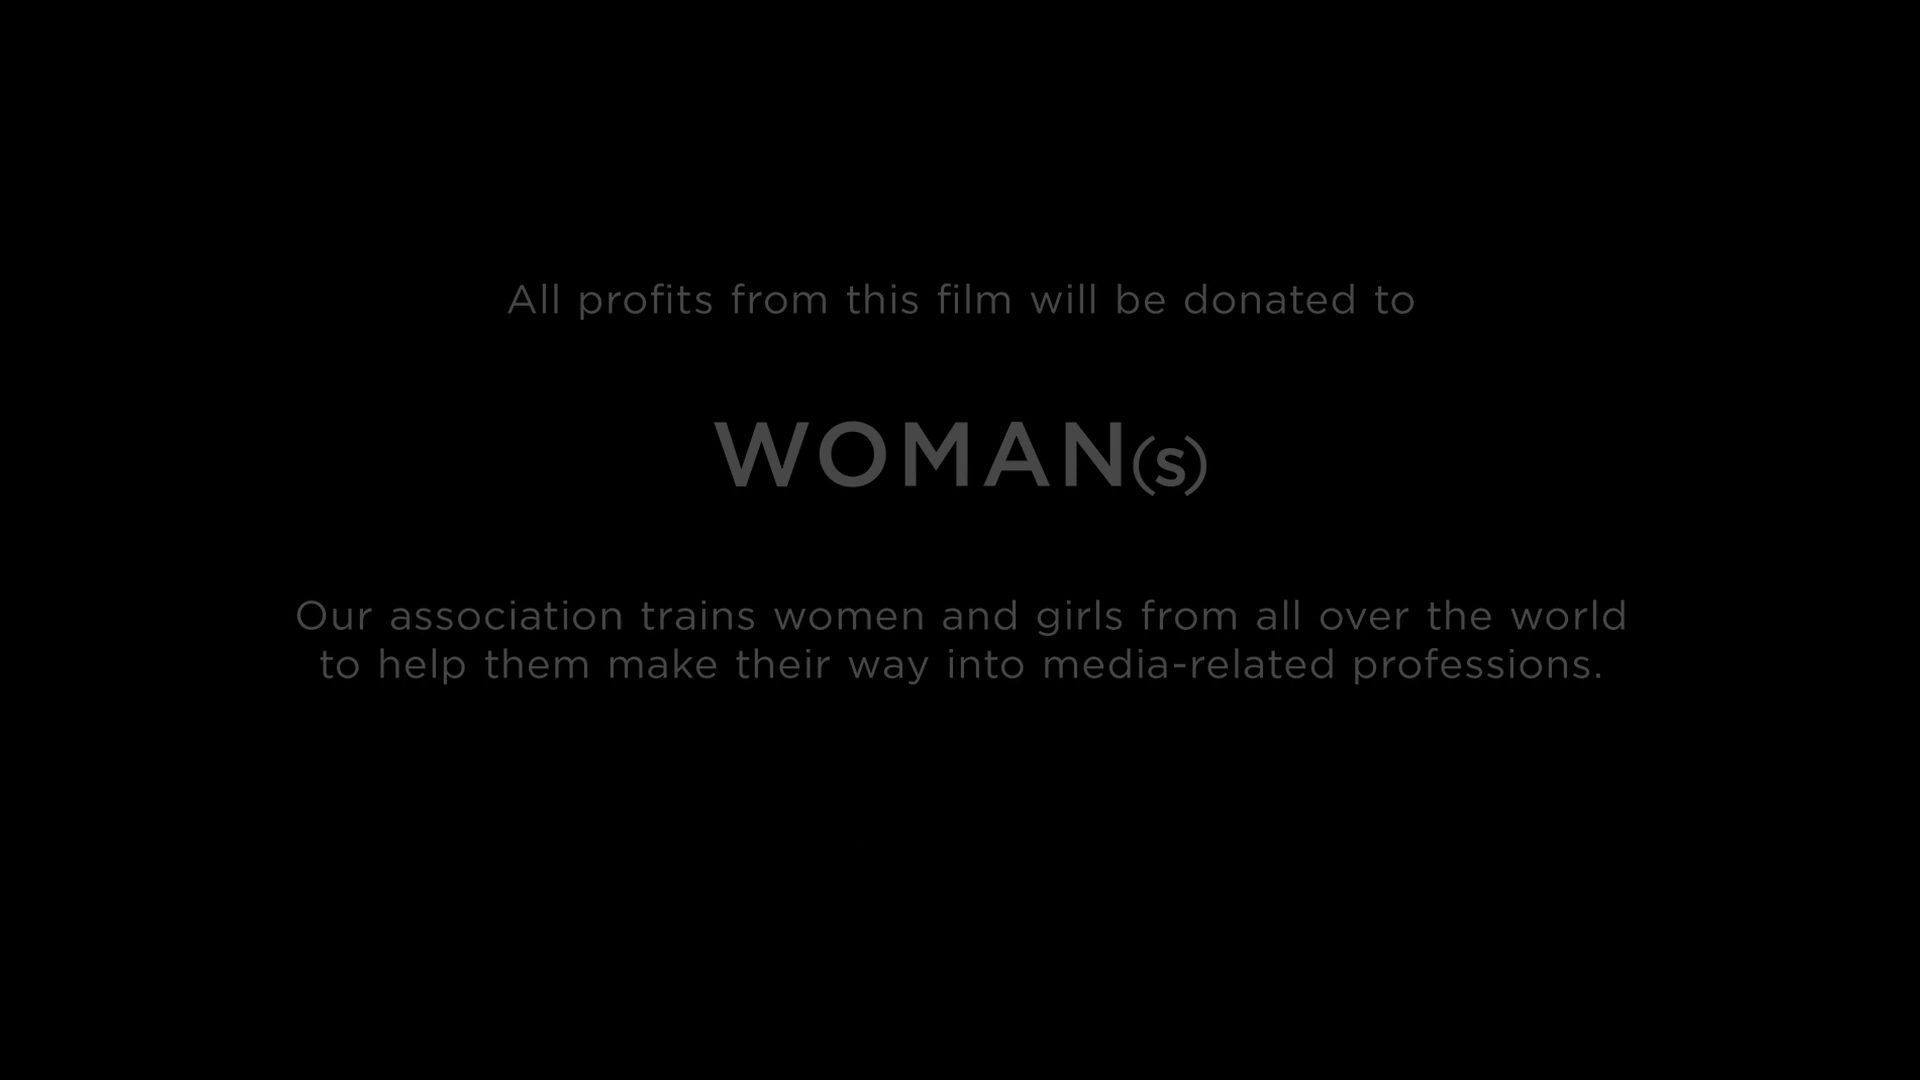 All profits from this film will be donated to
WOMAN(s)
Our association trains women and girls from all over the world
to help them make their way into media-related professions.